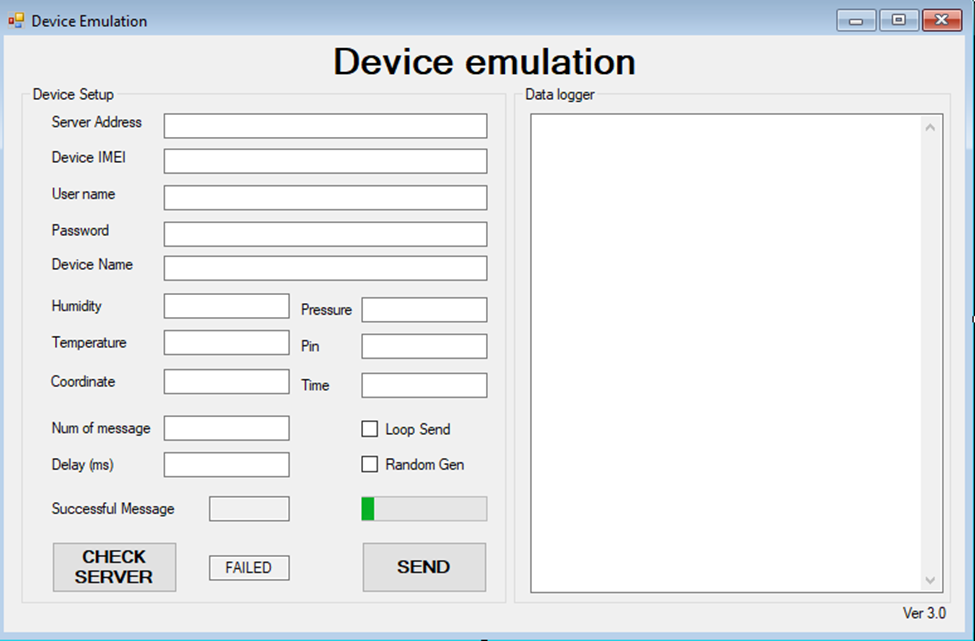 Device Emulation
Device emulation
Device Setup
Server Address
Device IMEI
User name
Password
Device Name
Humidity
Pressure
Temperature
Pin
Coordinate
Time
Num of message
Loop Send
Delay (ms)
Random Gen
Successful Message
CHECK
SERVER
FAILED
SEND
Data logger
Ver 3.0